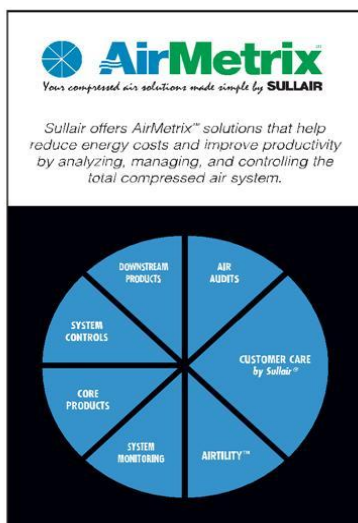 AirMetrix
Your compressed air solutions made simple by SULLAIR
Sullair offers AirMetrix™ solutions that help
reduce energy costs and improve productivity
by analyzing, managing, and controlling the
total compressed air system.
DOWNSTREAM
PRODUCTS
AIR
AUDITS
SYSTEM
CONTROLS
CUSTOMER CARE
by Sullair®
CORE
PRODUCTS
SYSTEM
MONITORING
AIRTILITY™